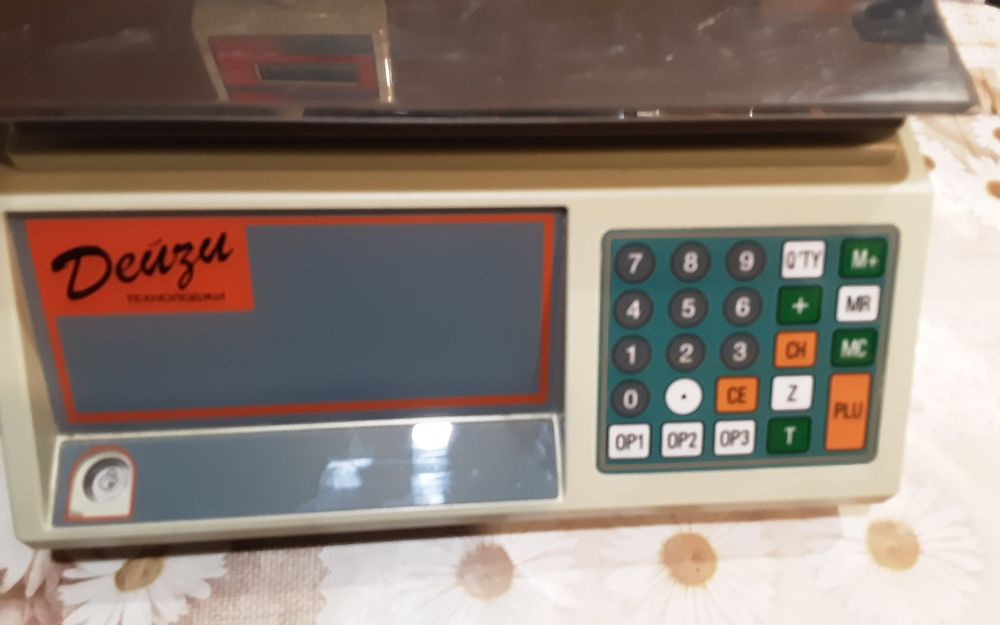 Дейзи
ТЕХНОЛОДЖИ
7 8 9 Q'TY M+
4 5 6 + MR
1 2 3 CH MC
0 . CE Z PLU
OP1 OP2 OP3 T